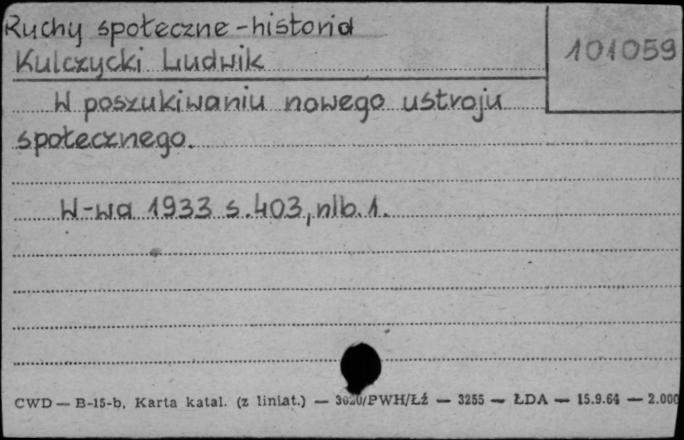 Ruchy społeczne-historia
101059
Kulczycki Ludwik
W poszukiwaniu nowego ustroju
społecznego.
W-wa 1933 s.403, nlb.1.
CWD — B-15-b, Karta katal. (z liniat.) — 3020/PWH/Łź — 3255 — ŁDA — 15.9.64 — 2.000